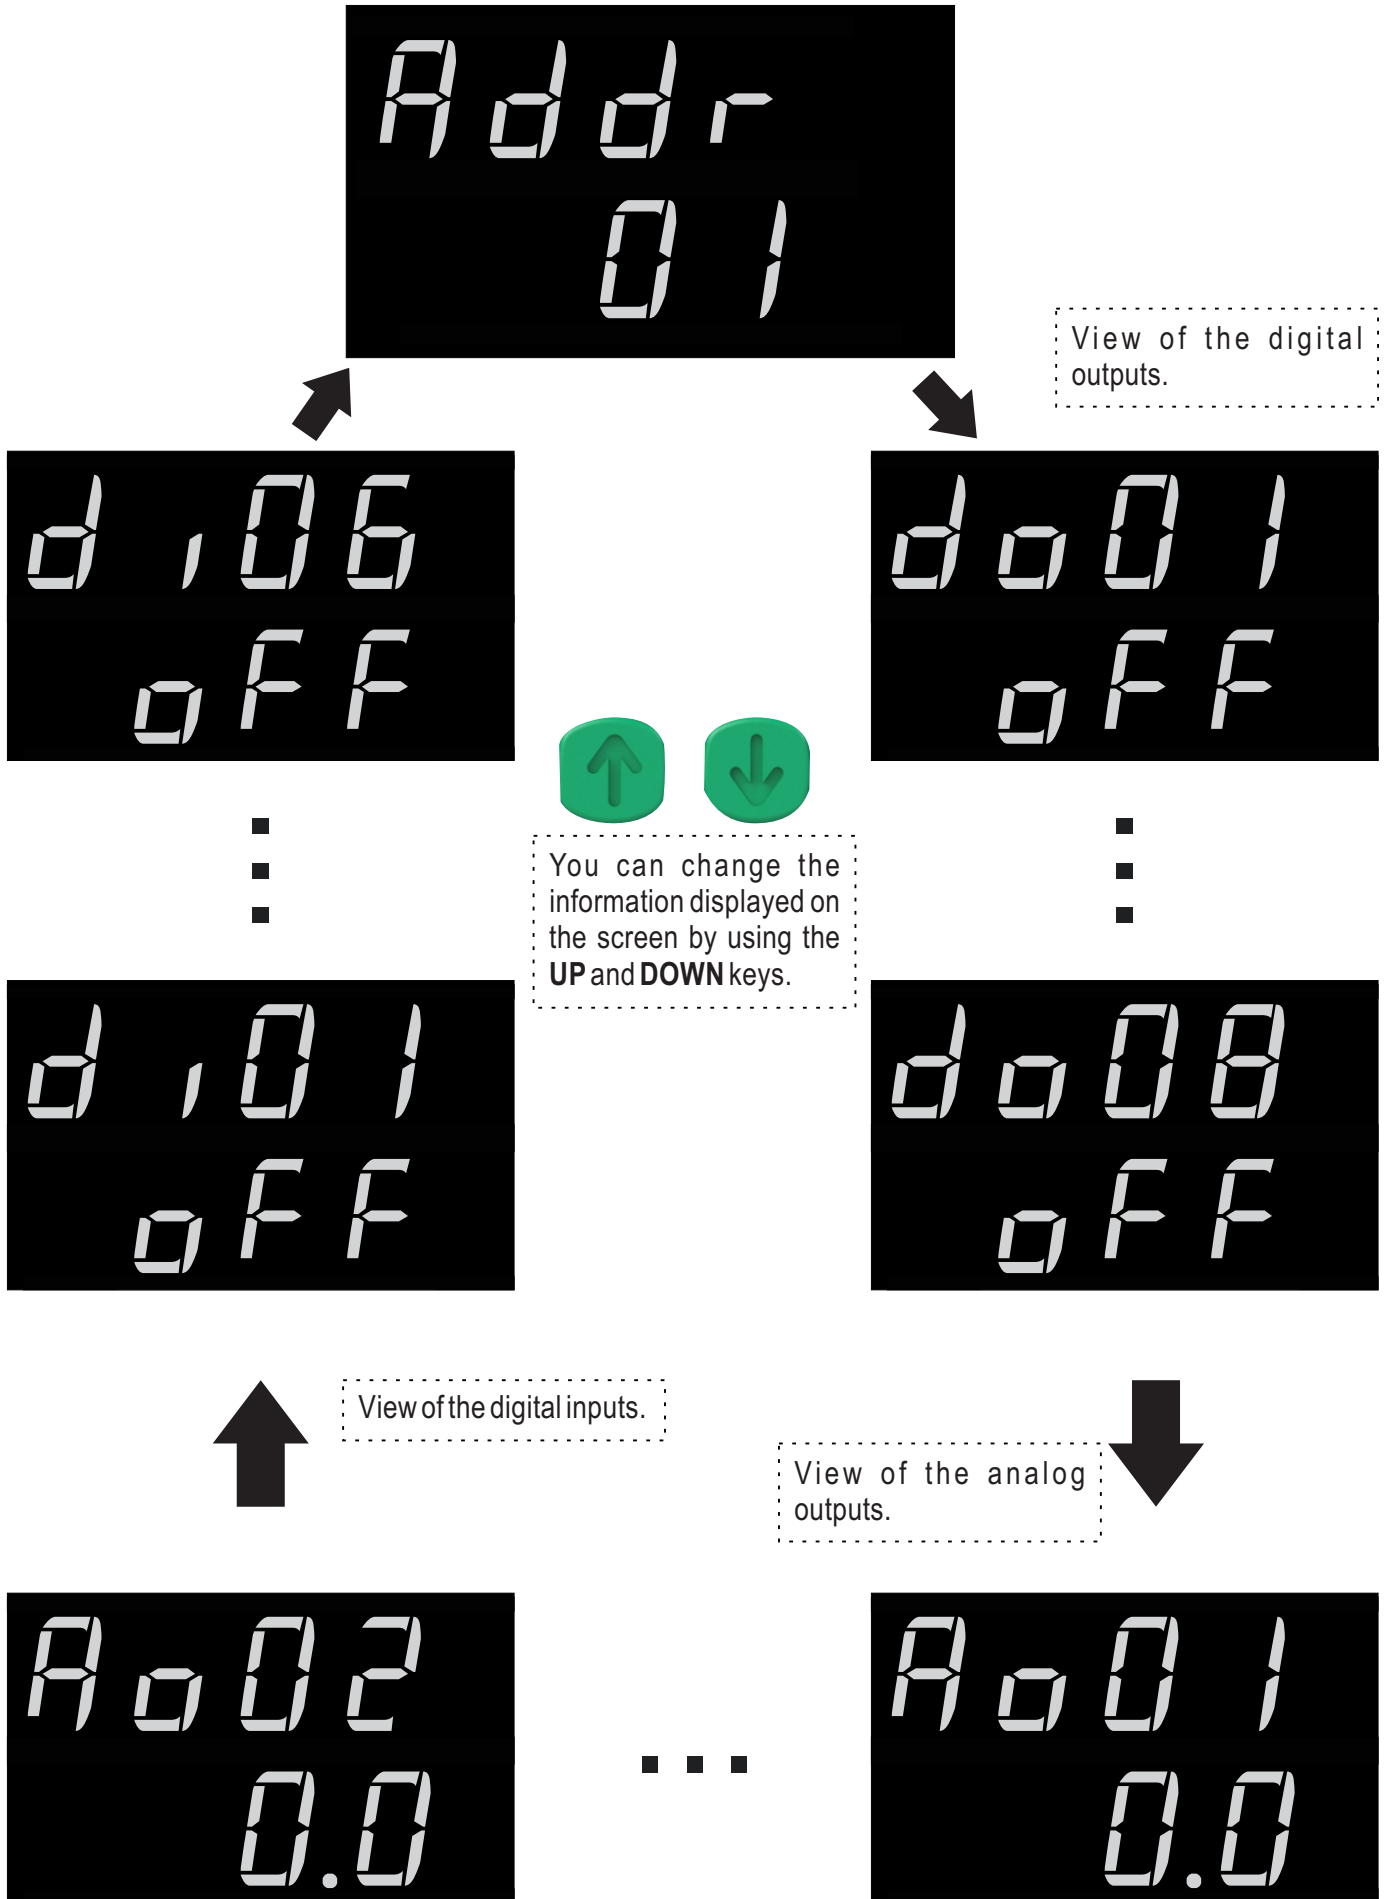 Addr
01
View of the digital
outputs.
di06
oFF
do01
oFF
You can change the
information displayed on
the screen by using the
UP and DOWN keys.
di01
oFF
do08
oFF
View of the digital inputs.
View of the analog
outputs.
Ao02
0.0
Ao01
0.0